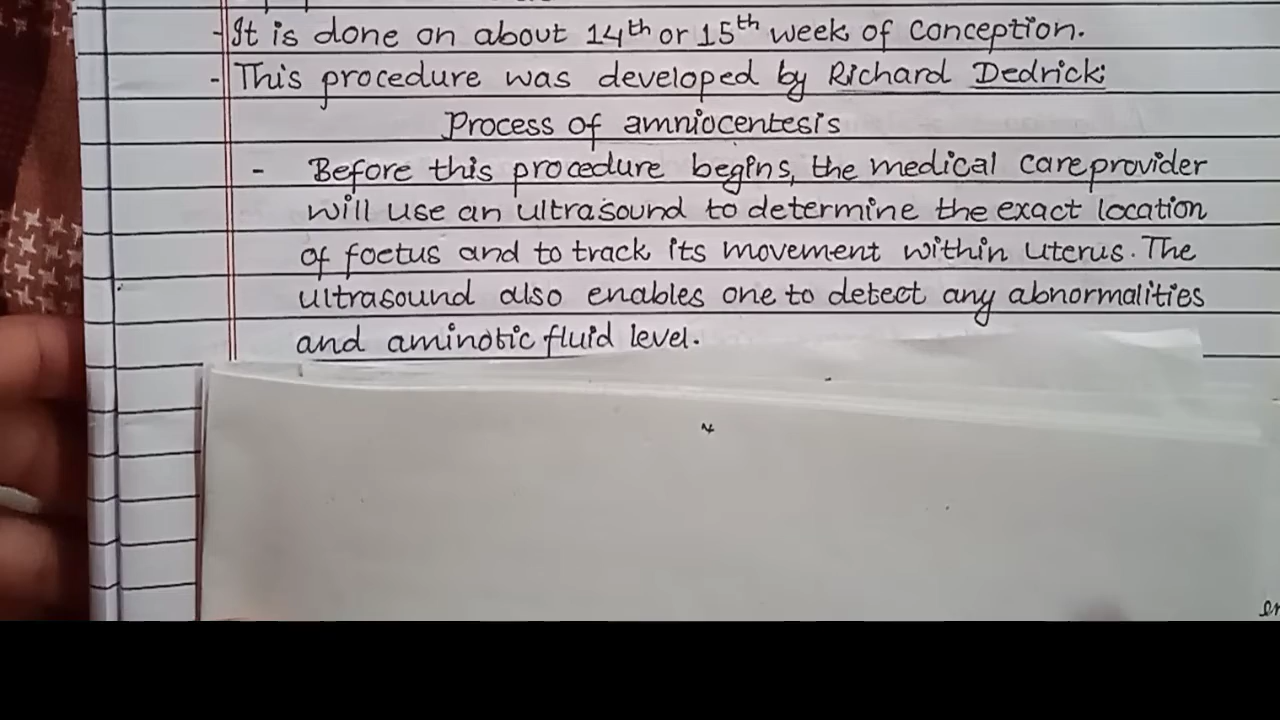 - It is done on about 14th or 15th week of conception.
- This procedure was developed by Richard Dedrick:
Process of amniocentesis
- Before this procedure begins, the medical care provider
will use an ultrasound to determine the exact location
of foetus and to track its movement within uterus. The
ultrasound also enables one to detect any abnormalities
and aminotic fluid level.